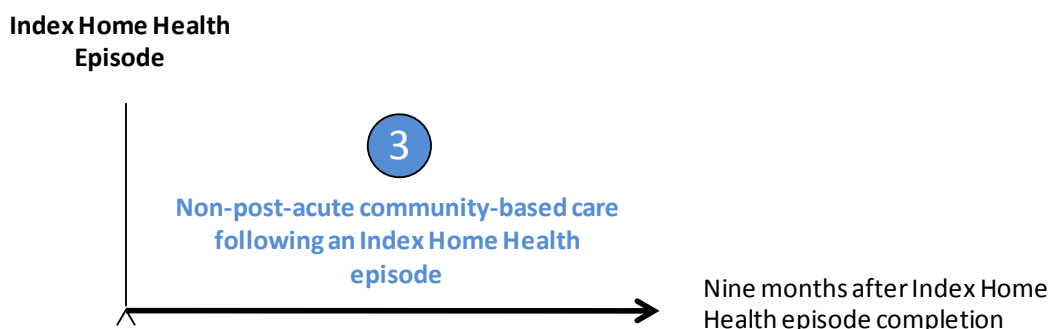 Index Home Health
Episode
3
Non-post-acute community-based care
following an Index Home Health
episode
Nine months after Index Home
Health episode completion